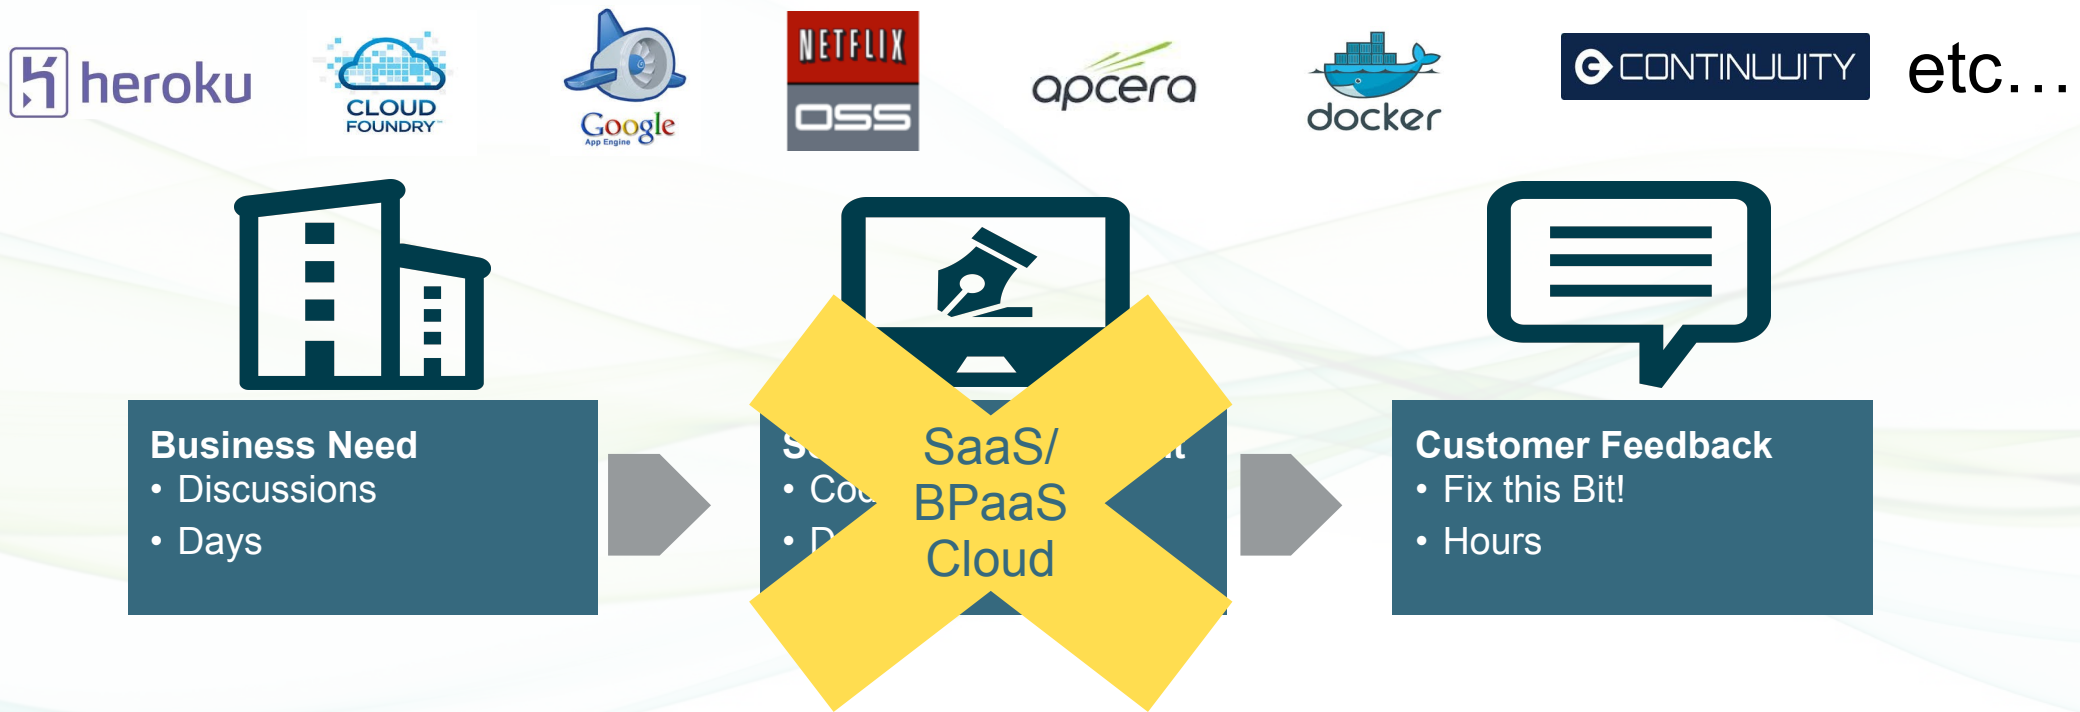 heroku
CLOUD
FOUNDRY™
Google
App Engine
NETFLIX
OSS
apcera
docker
CONTINUUITY
etc...
Business Need
• Discussions
• Days
SaaS/
BPaaS
Cloud
Customer Feedback
• Fix this Bit!
• Hours